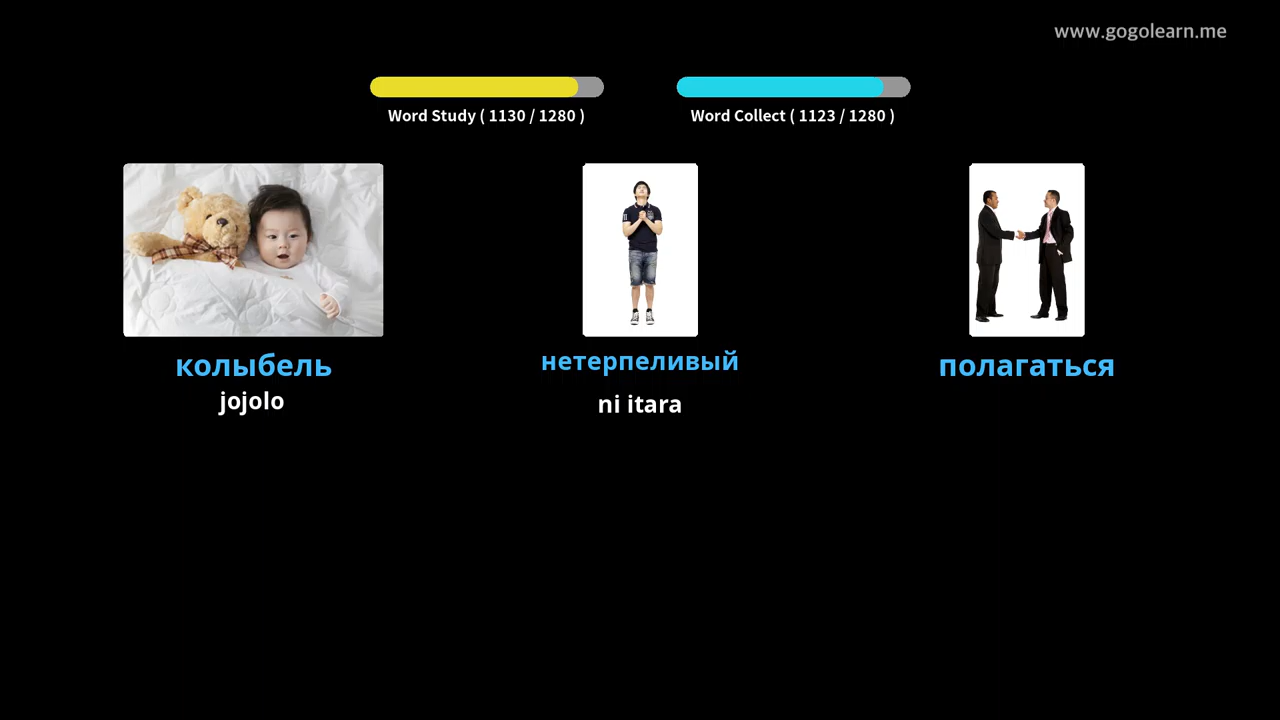 www.gogolearn.me
Word Study ( 1130 / 1280 )
Word Collect ( 1123 / 1280 )
колыбель
jojolo
нетерпеливый
ni itara
полагаться